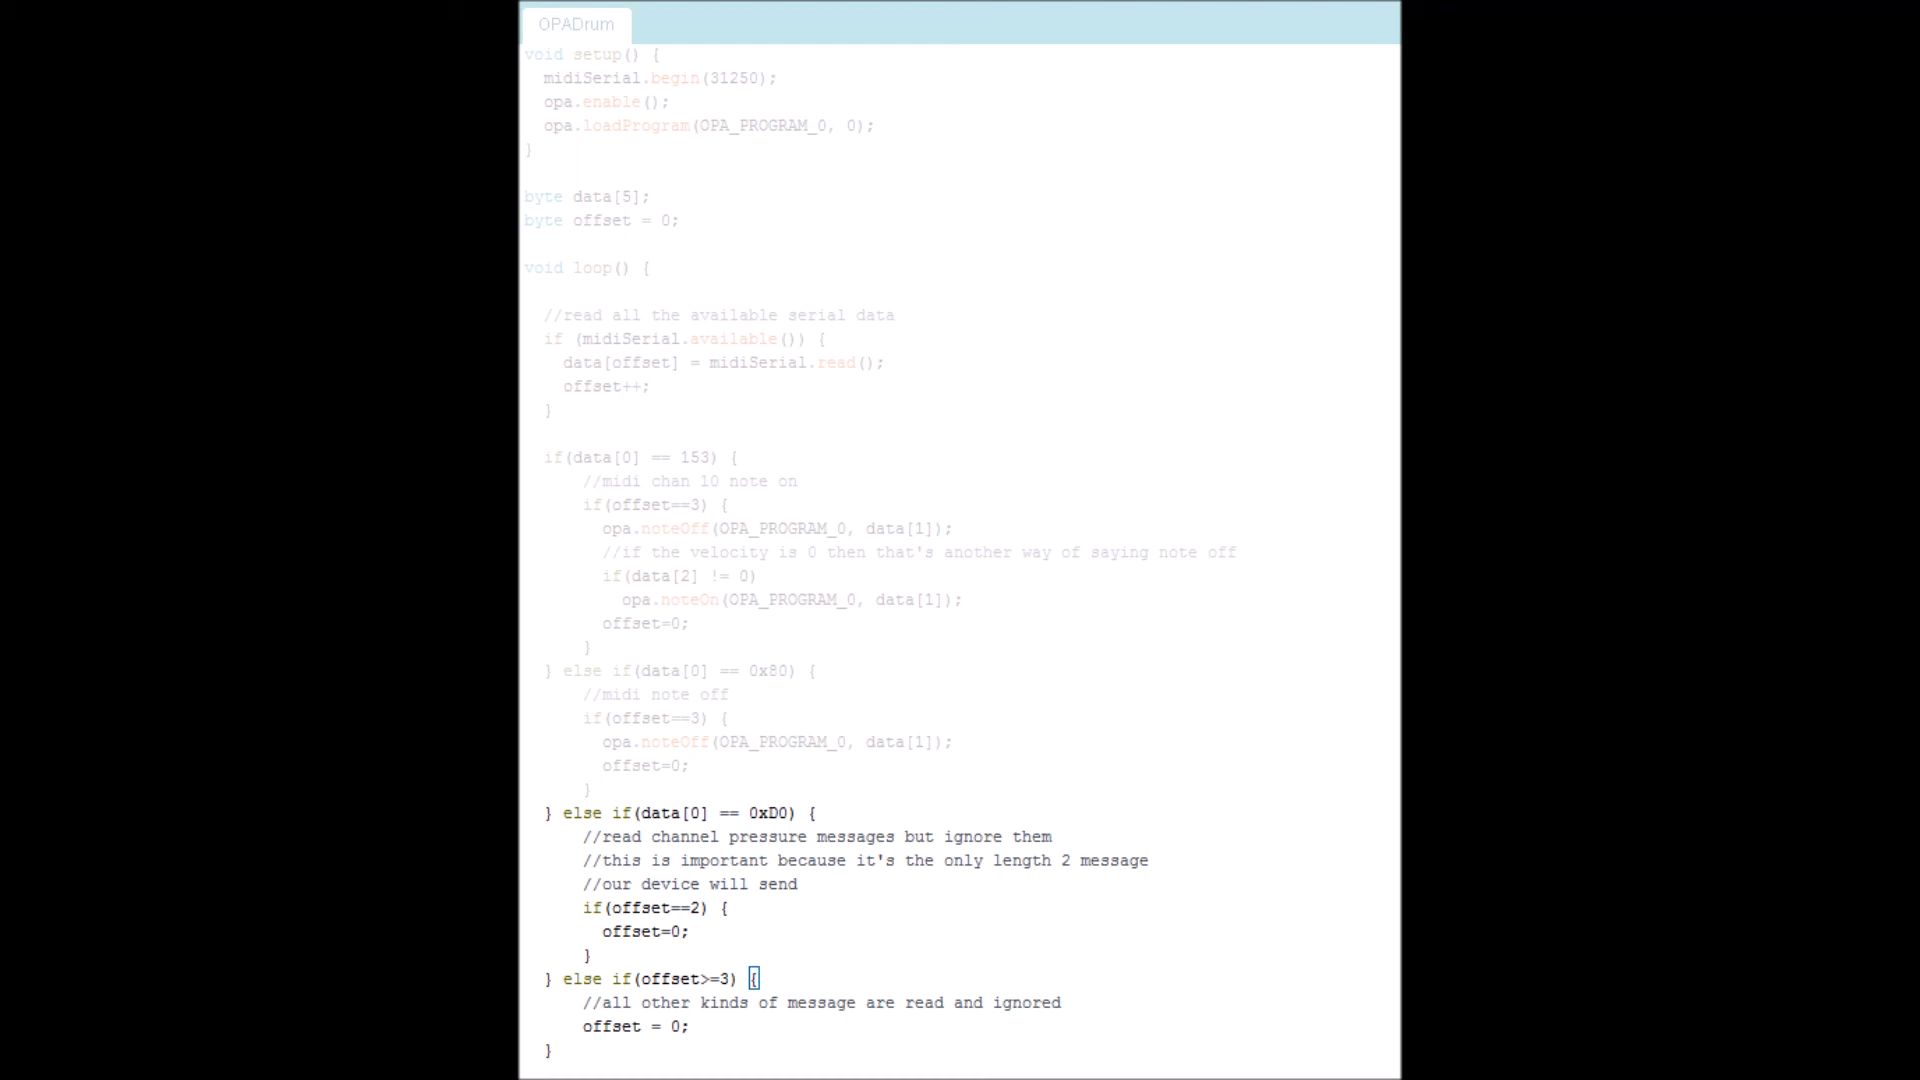 OPADrum
void setup() {
  midiSerial.begin(31250);
  opa.enable();
  opa.loadProgram(OPA_PROGRAM_0, 0);
}
byte data[5];
byte offset = 0;
void loop() {
  //read all the available serial data
  if (midiSerial.available()) {
    data[offset] = midiSerial.read();
    offset++;
  }
  if(data[0] == 153) {
      //midi chan 10 note on
      if(offset==3) {
        opa.noteOff(OPA_PROGRAM_0, data[1]);
        //if the velocity is 0 then that's another way of saying note off
        if(data[2] != 0)
          opa.noteOn(OPA_PROGRAM_0, data[1]);
        offset=0;
      }
  } else if(data[0] == 0x80) {
      //midi note off
      if(offset==3) {
        opa.noteOff(OPA_PROGRAM_0, data[1]);
        offset=0;
      }
  } else if(data[0] == 0xD0) {
      //read channel pressure messages but ignore them
      //this is important because it's the only length 2 message
      //our device will send
      if(offset==2) {
        offset=0;
      }
  } else if(offset>=3) {
      //all other kinds of message are read and ignored
      offset = 0;
  }